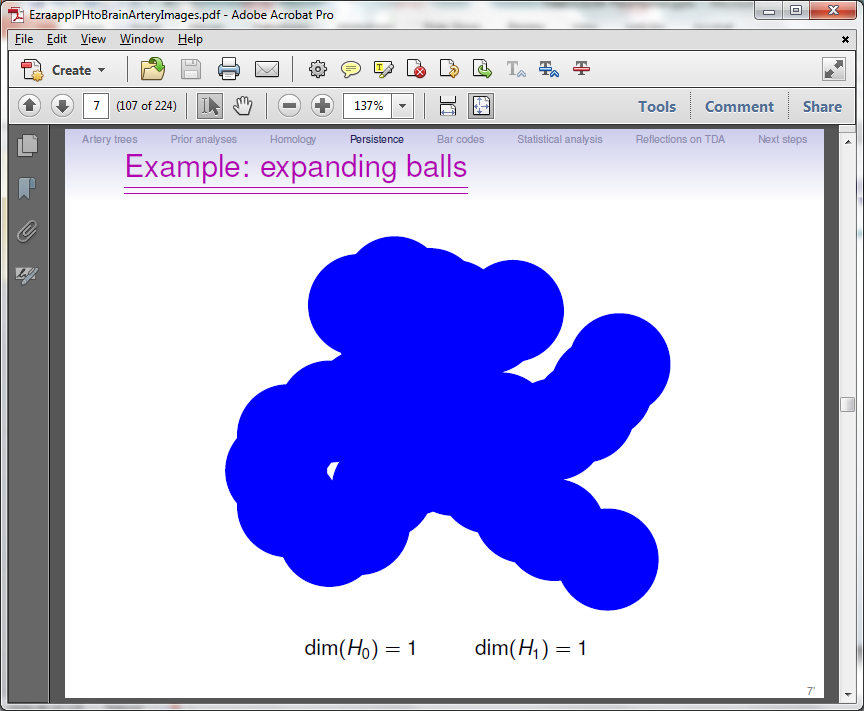 EzraapplPHtoBrainArteryImages.pdf - Adobe Acrobat Pro
File Edit View Window Help
Create
7 (107 of 224) 137% Tools Comment Share
Artery trees Prior analyses Homology Persistence Bar codes Statistical analysis Reflections on TDA Next steps
Example: expanding balls
dim(H₀) = 1 dim(H₁) = 1
7'